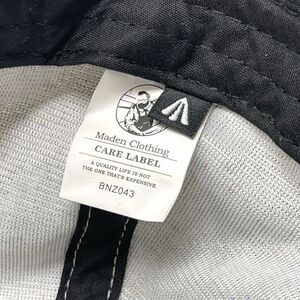 Maden Clothing
CARE LABEL
A QUALITY LIFE IS NOT
THE ONE THAT'S EXPENSIVE
BNZ043